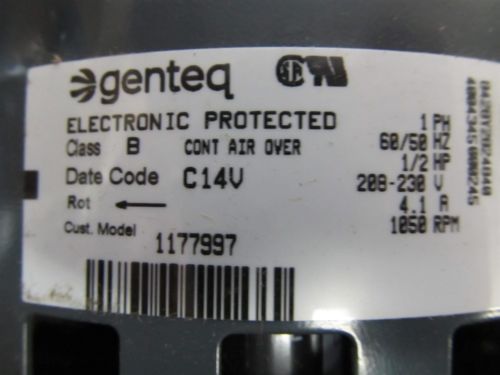 genteq
ELECTRONIC PROTECTED
1 PH
Class B CONT AIR OVER
60/50 HZ
1/2 HP
Date Code C14V
208-230 V
Rot
4.1 A
Cust. Model 1177997
1050 RPM